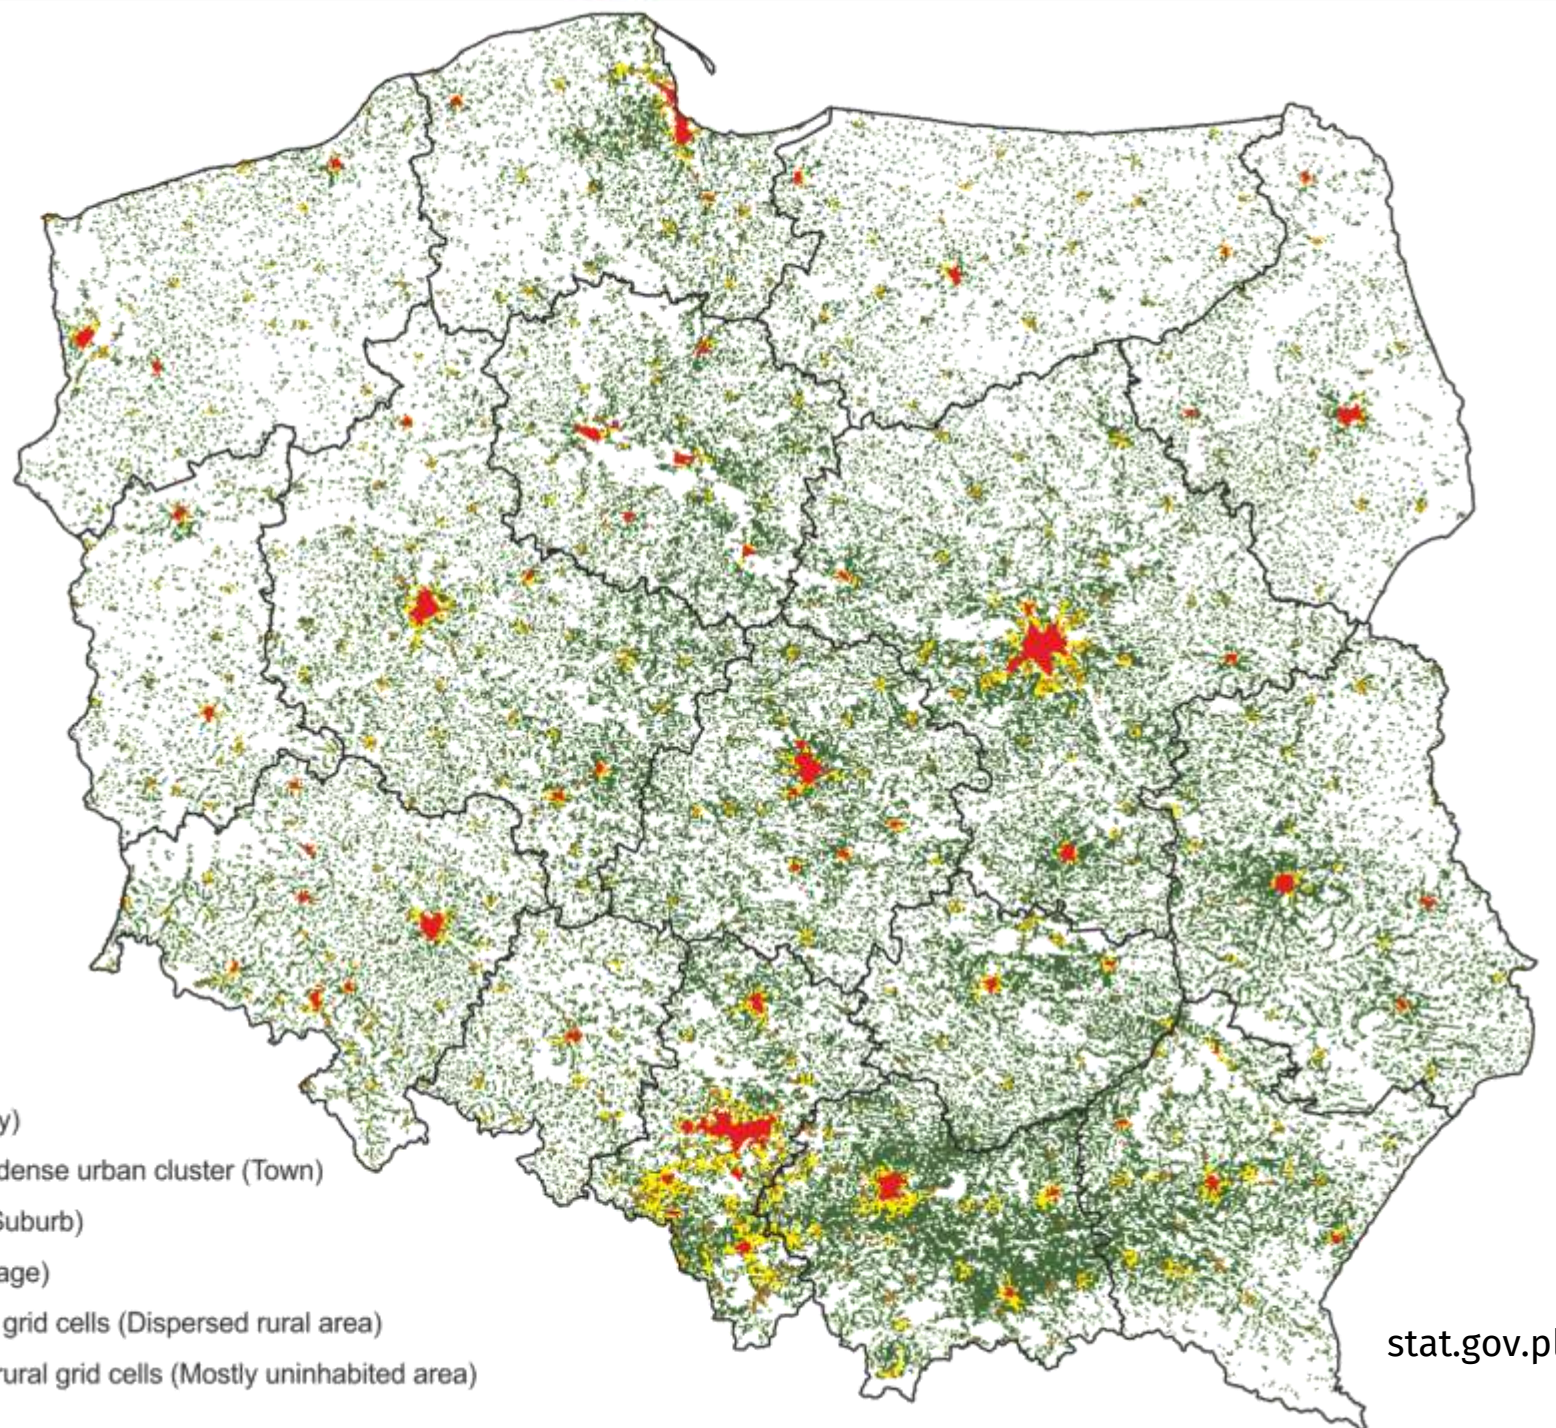 y)
dense urban cluster (Town)
Suburb)
age)
grid cells (Dispersed rural area)
rural grid cells (Mostly uninhabited area)
stat.gov.pl